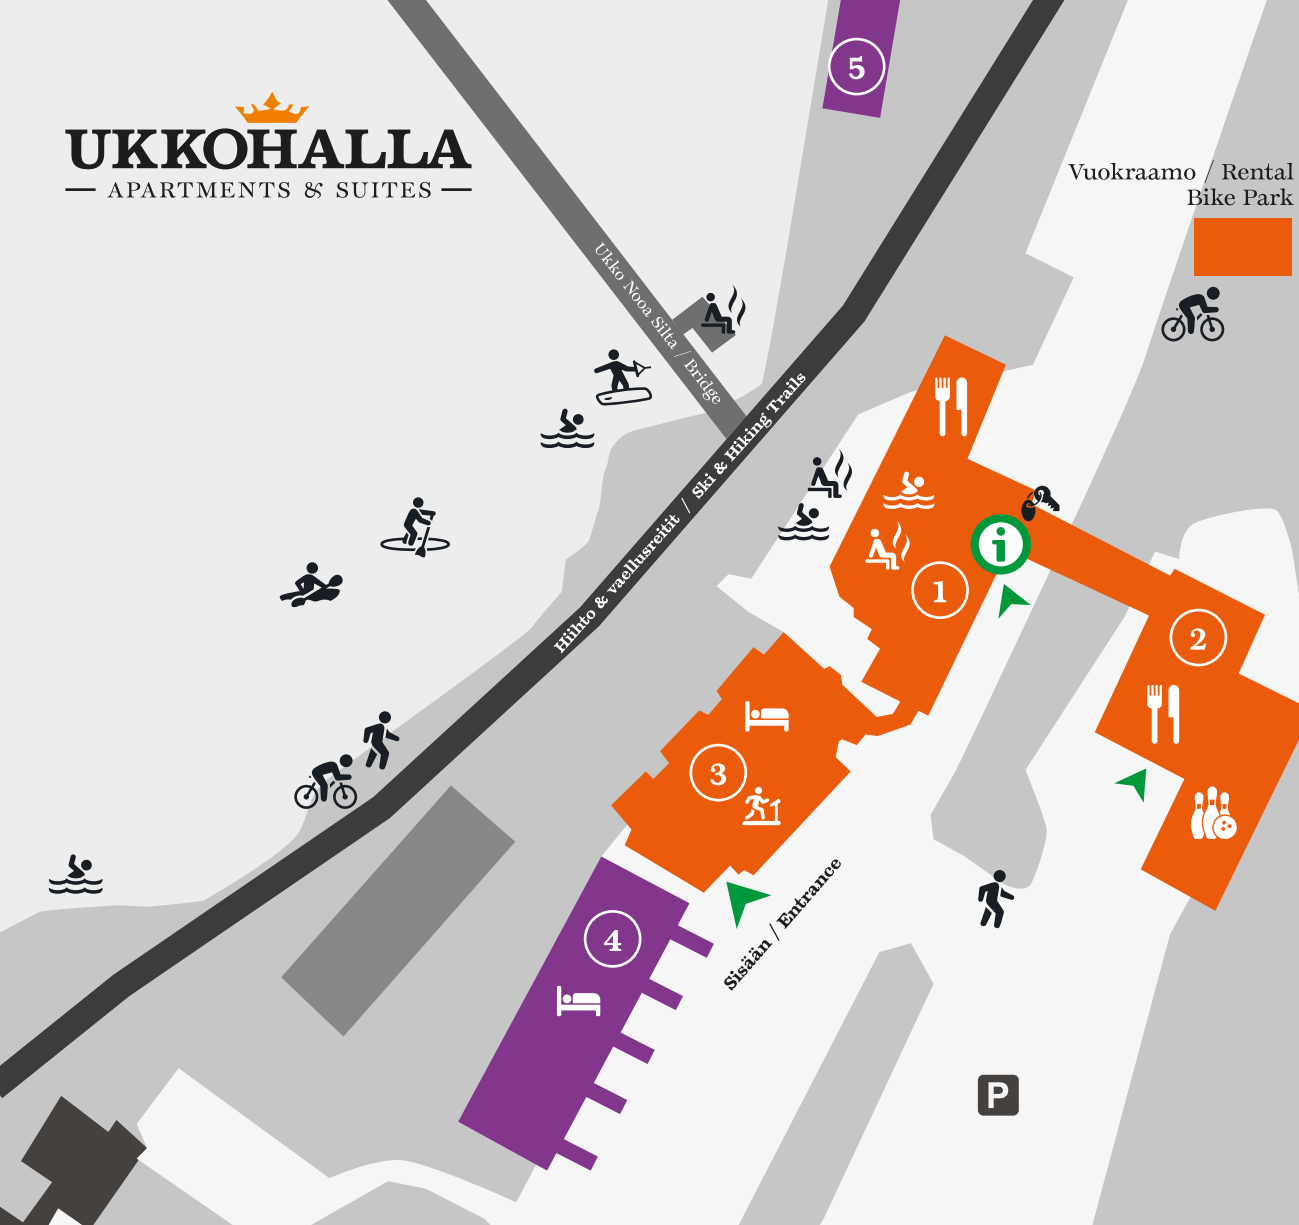 5
UKKOHALLA
APARTMENTS & SUITES
Vuokraamo / Rental
Bike Park
Ukko Nooa Silta / Bridge
Hiihto & vaellusreitit / Ski & Hiking Trails
i
1
2
3
4
Sisään / Entrance
P